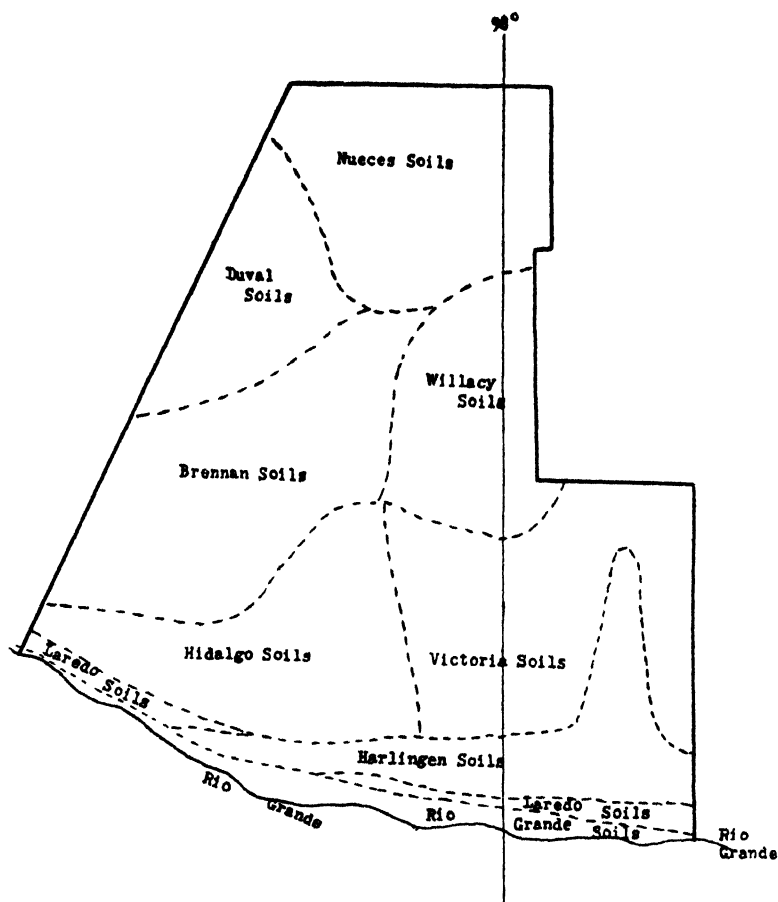 98°
Nueces Soils
Duval
Soils
Willacy
Soils
Brennan Soils
Hidalgo Soils
Victoria Soils
Laredo
Soils
Harlingen Soils
Rio
Grande
Rio
Grande
Soils
Laredo
Soils
Rio
Grande